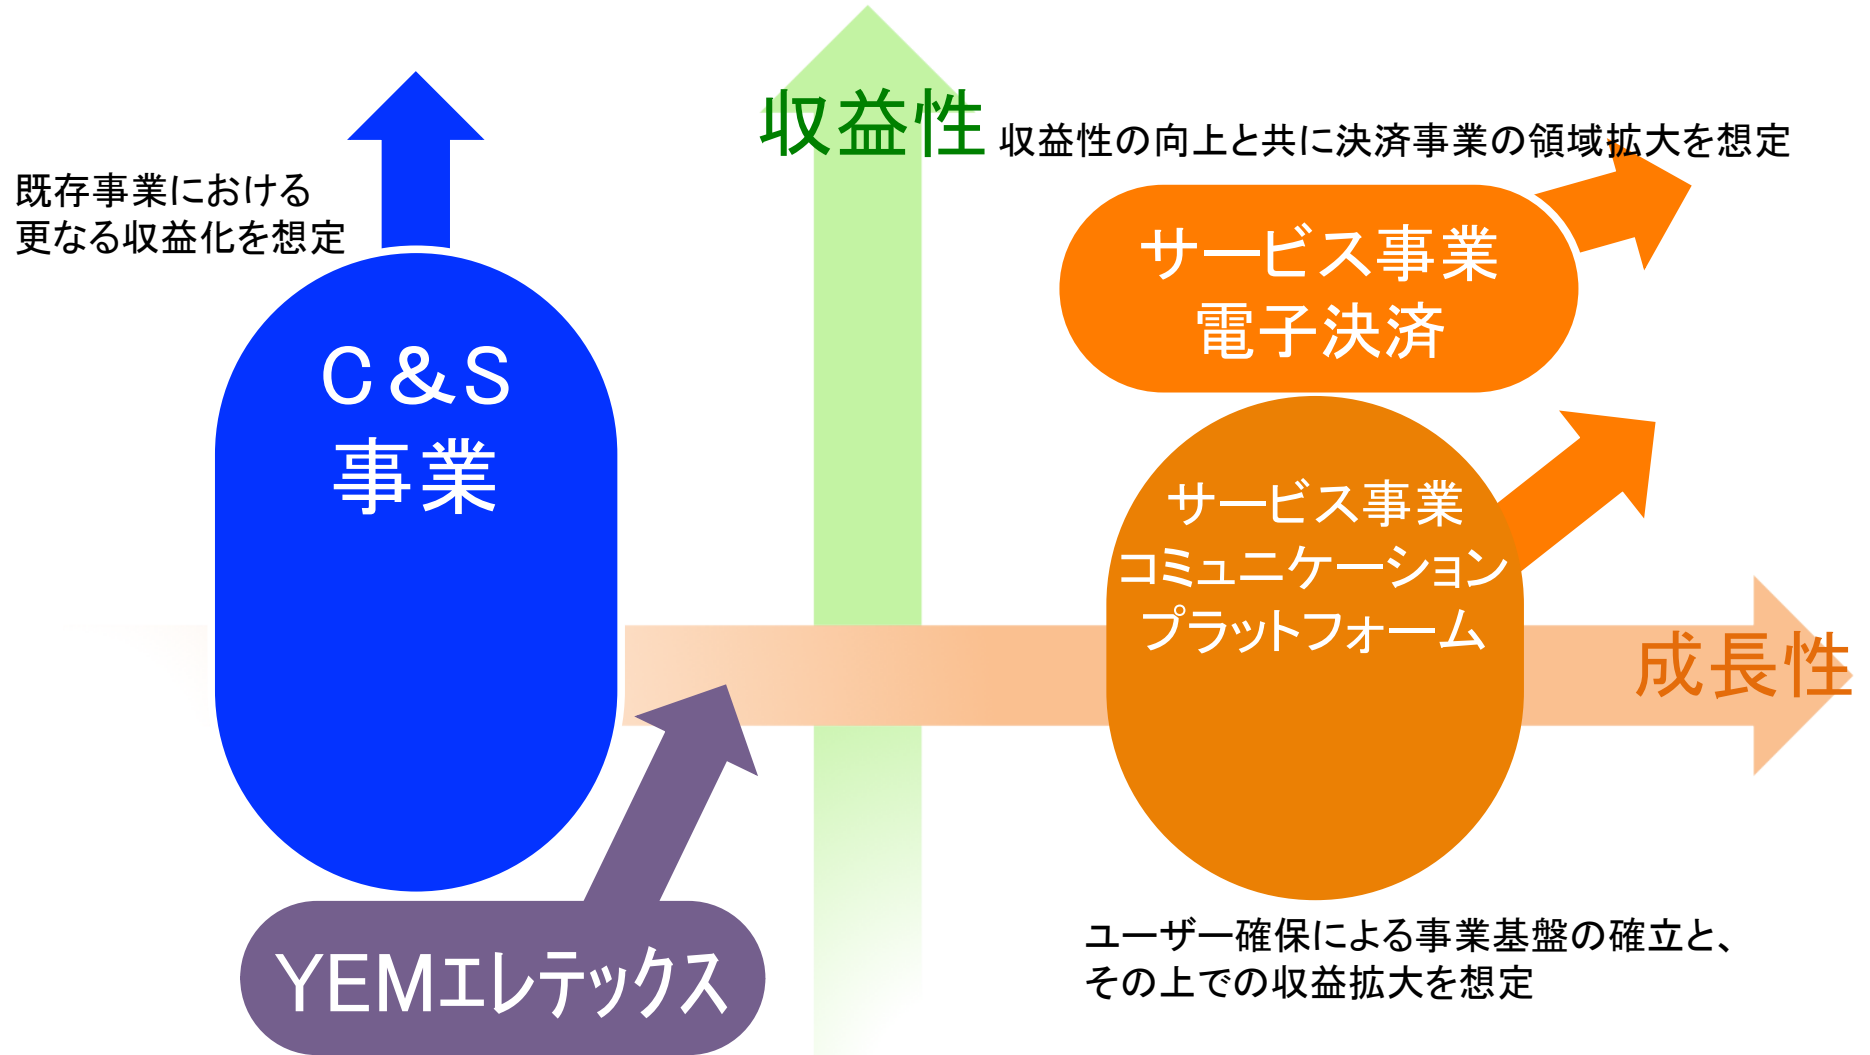 収益性
収益性の向上と共に決済事業の領域拡大を想定
既存事業における
更なる収益化を想定
サービス事業
電子決済
C&S
事業
サービス事業
コミュニケーション
プラットフォーム
成長性
YEMエレテックス
ユーザー確保による事業基盤の確立と、
その上での収益拡大を想定